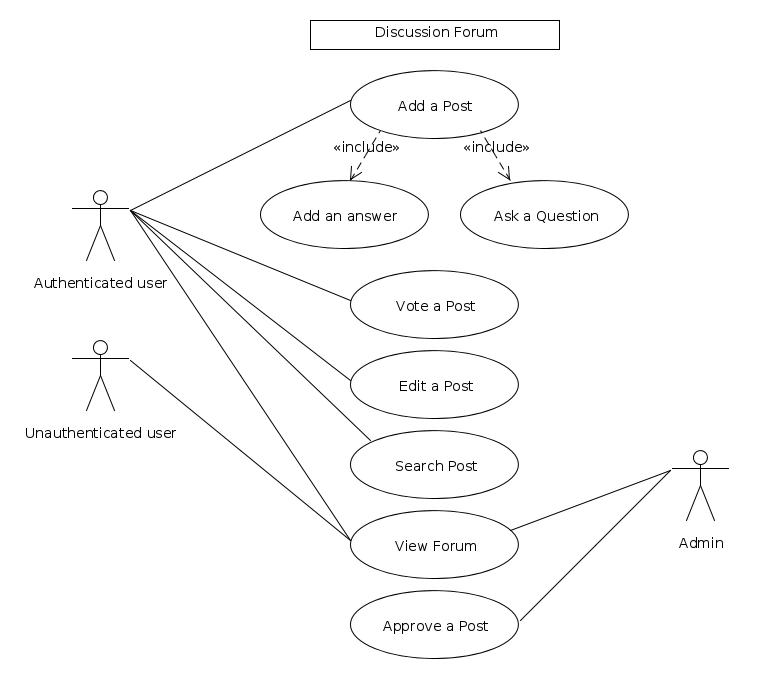 Discussion Forum
Add a Post
«include»
«include»
Add an answer
Ask a Question
Authenticated user
Vote a Post
Edit a Post
Unauthenticated user
Search Post
View Forum
Admin
Approve a Post